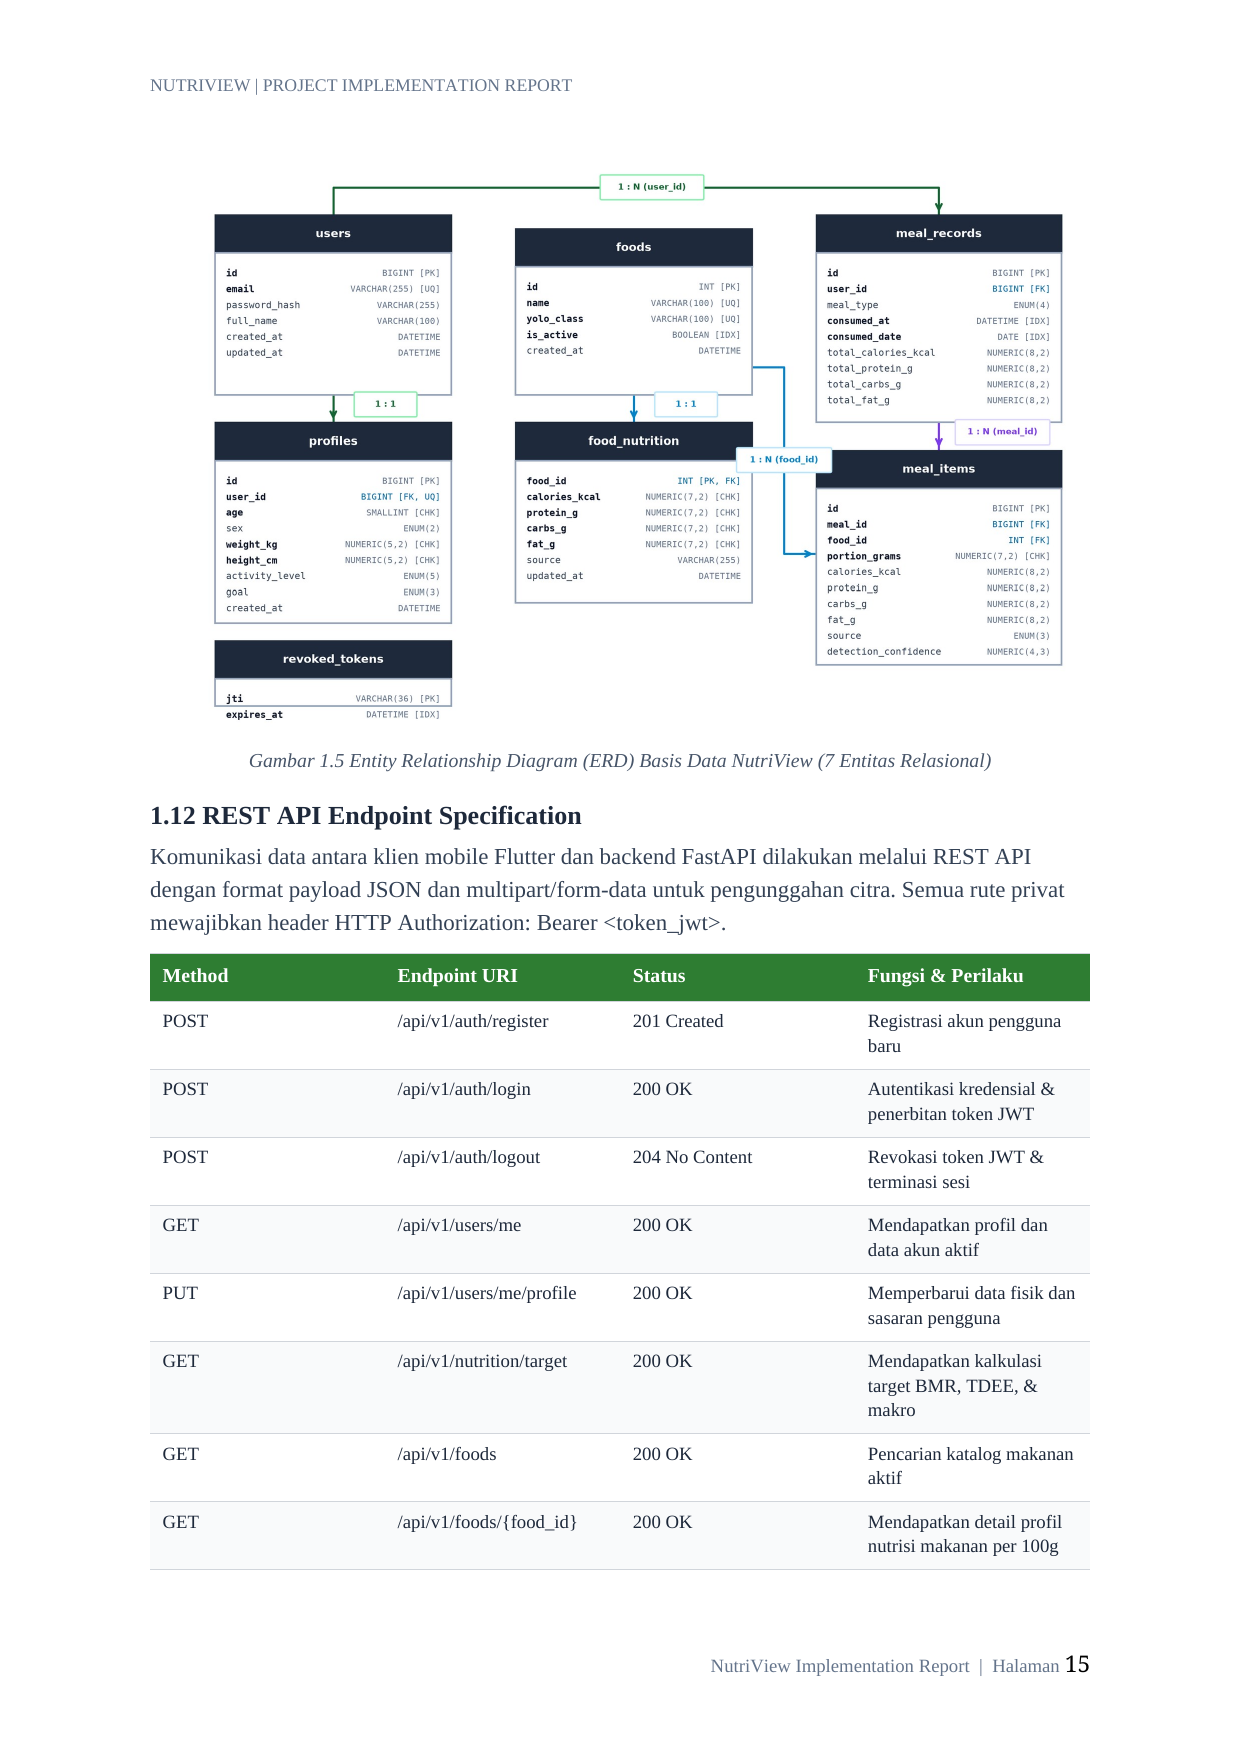 NUTRIVIEW | PROJECT IMPLEMENTATION REPORT
1 : N (user_id)
users
id BIGINT [PK]
email VARCHAR(255) [UQ]
password_hash VARCHAR(255)
full_name VARCHAR(100)
created_at DATETIME
updated_at DATETIME
foods
id INT [PK]
name VARCHAR(100) [UQ]
yolo_class VARCHAR(100) [UQ]
is_active BOOLEAN [IDX]
created_at DATETIME
meal_records
id BIGINT [PK]
user_id BIGINT [FK]
meal_type ENUM(4)
consumed_at DATETIME [IDX]
consumed_date DATE [IDX]
total_calories_kcal NUMERIC(8,2)
total_protein_g NUMERIC(8,2)
total_carbs_g NUMERIC(8,2)
total_fat_g NUMERIC(8,2)
1 : 1
1 : 1
1 : N (meal_id)
1 : N (food_id)
profiles
id BIGINT [PK]
user_id BIGINT [FK, UQ]
age SMALLINT [CHK]
sex ENUM(2)
weight_kg NUMERIC(5,2) [CHK]
height_cm NUMERIC(5,2) [CHK]
activity_level ENUM(5)
goal ENUM(3)
created_at DATETIME
food_nutrition
food_id INT [PK, FK]
calories_kcal NUMERIC(7,2) [CHK]
protein_g NUMERIC(7,2) [CHK]
carbs_g NUMERIC(7,2) [CHK]
fat_g NUMERIC(7,2) [CHK]
source VARCHAR(255)
updated_at DATETIME
meal_items
id BIGINT [PK]
meal_id BIGINT [FK]
food_id INT [FK]
portion_grams NUMERIC(7,2) [CHK]
calories_kcal NUMERIC(8,2)
protein_g NUMERIC(8,2)
carbs_g NUMERIC(8,2)
fat_g NUMERIC(8,2)
source ENUM(3)
detection_confidence NUMERIC(4,3)
revoked_tokens
jti VARCHAR(36) [PK]
expires_at DATETIME [IDX]
Gambar 1.5 Entity Relationship Diagram (ERD) Basis Data NutriView (7 Entitas Relasional)
1.12 REST API Endpoint Specification
Komunikasi data antara klien mobile Flutter dan backend FastAPI dilakukan melalui REST API
dengan format payload JSON dan multipart/form-data untuk pengunggahan citra. Semua rute privat
mewajibkan header HTTP Authorization: Bearer <token_jwt>.
Method Endpoint URI Status Fungsi & Perilaku
POST /api/v1/auth/register 201 Created Registrasi akun pengguna
baru
POST /api/v1/auth/login 200 OK Autentikasi kredensial &
penerbitan token JWT
POST /api/v1/auth/logout 204 No Content Revokasi token JWT &
terminasi sesi
GET /api/v1/users/me 200 OK Mendapatkan profil dan
data akun aktif
PUT /api/v1/users/me/profile 200 OK Memperbarui data fisik dan
sasaran pengguna
GET /api/v1/nutrition/target 200 OK Mendapatkan kalkulasi
target BMR, TDEE, &
makro
GET /api/v1/foods 200 OK Pencarian katalog makanan
aktif
GET /api/v1/foods/{food_id} 200 OK Mendapatkan detail profil
nutrisi makanan per 100g
NutriView Implementation Report | Halaman 15